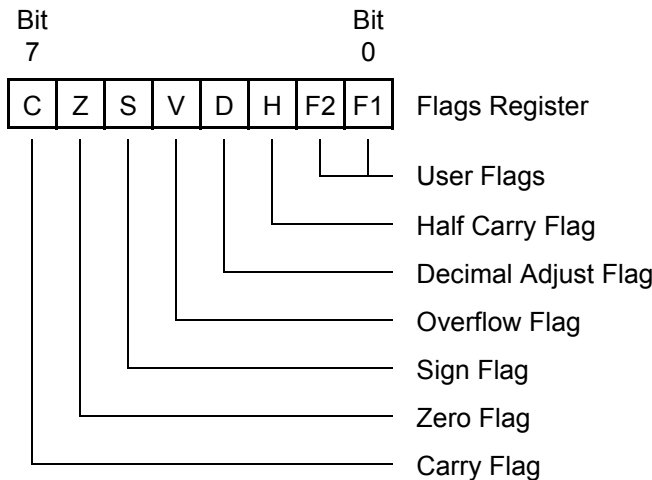 Bit Bit
7 0
C Z S V D H F2 F1 Flags Register
User Flags
Half Carry Flag
Decimal Adjust Flag
Overflow Flag
Sign Flag
Zero Flag
Carry Flag